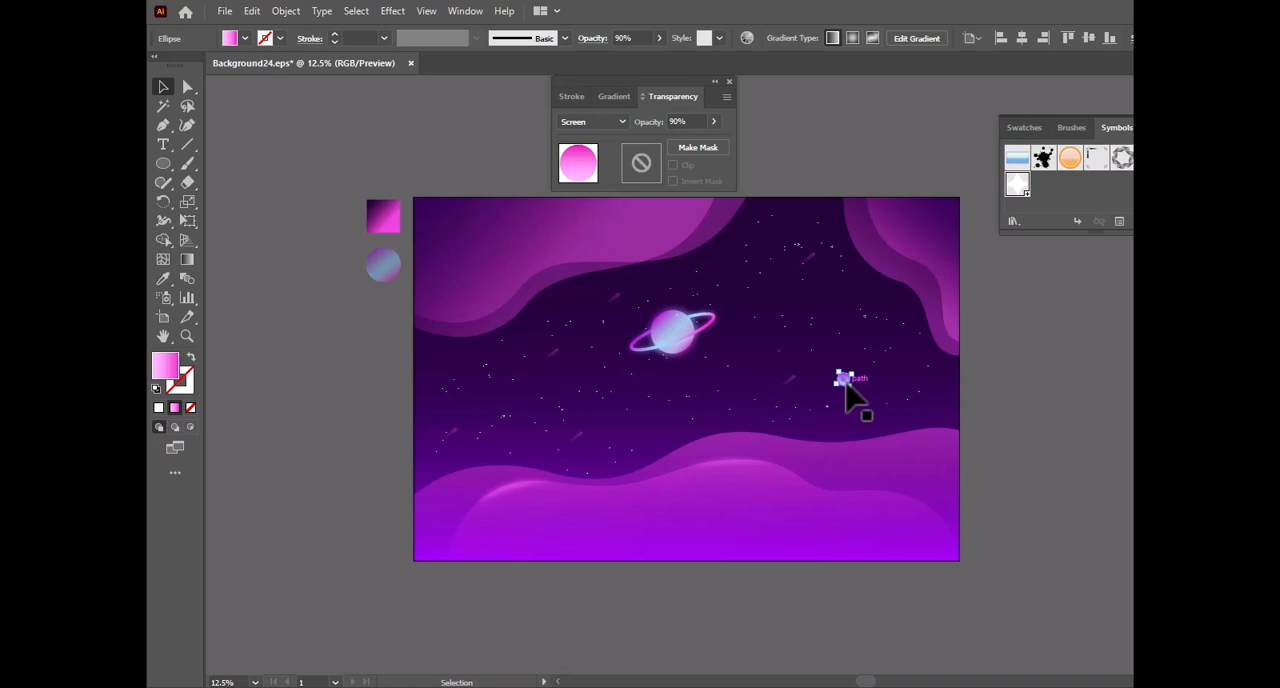 Ai File Edit Object Type Select Effect View Window Help
Ellipse Stroke: Basic Opacity: 90% Style: Gradient Type: Edit Gradient
Background24.eps* @ 12.5% (RGB/Preview)
Stroke Gradient Transparency
Screen Opacity: 90%
Make Mask
Clip
Invert Mask
Swatches Brushes Symbols
path
12.5% 1 Selection